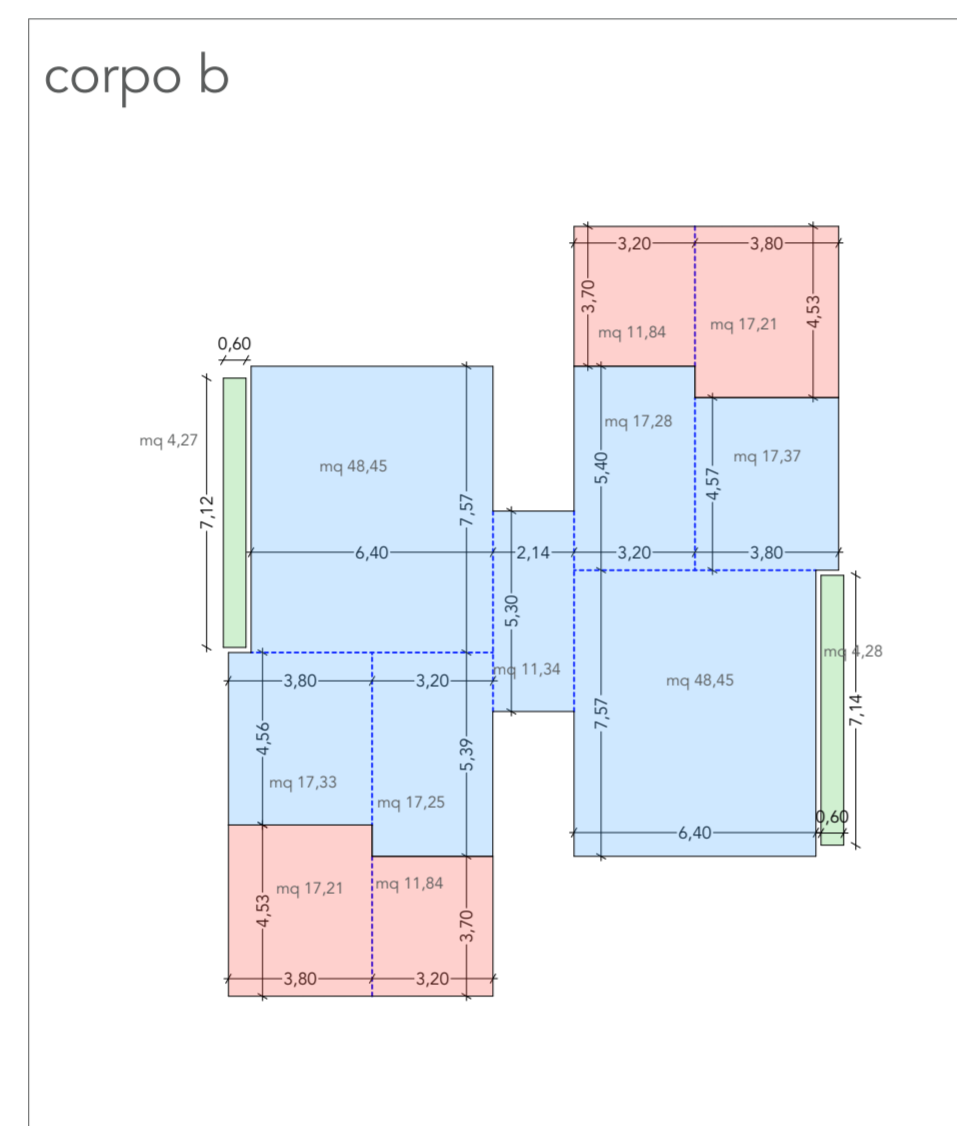 corpo b
3,20
3,80
3,70
4,53
mq 11,84
mq 17,21
0,60
mq 4,27
7,12
mq 48,45
7,57
6,40
2,14
5,30
mq 11,34
mq 17,28
5,40
mq 17,37
4,57
3,20
3,80
mq 48,45
7,57
mq 4,28
7,14
0,60
6,40
3,80
3,20
4,56
5,39
mq 17,33
mq 17,25
mq 17,21
mq 11,84
4,53
3,70
3,80
3,20